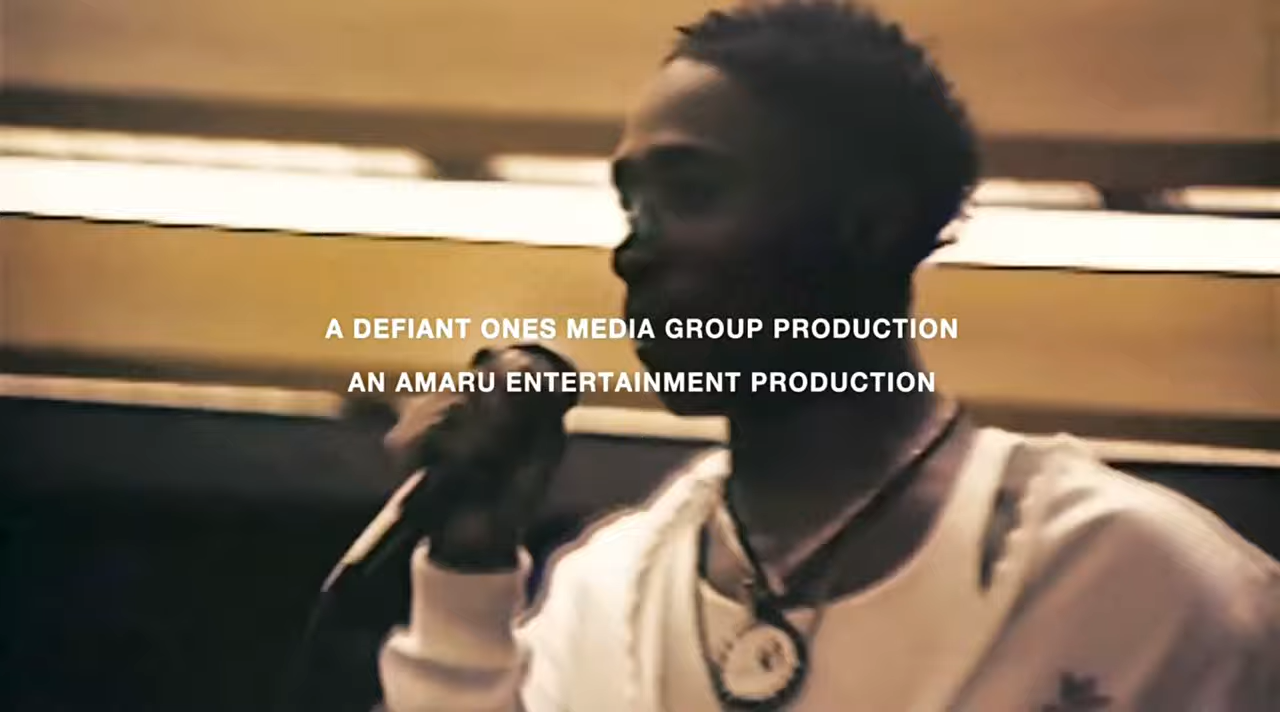 A DEFIANT ONES MEDIA GROUP PRODUCTION
AN AMARU ENTERTAINMENT PRODUCTION